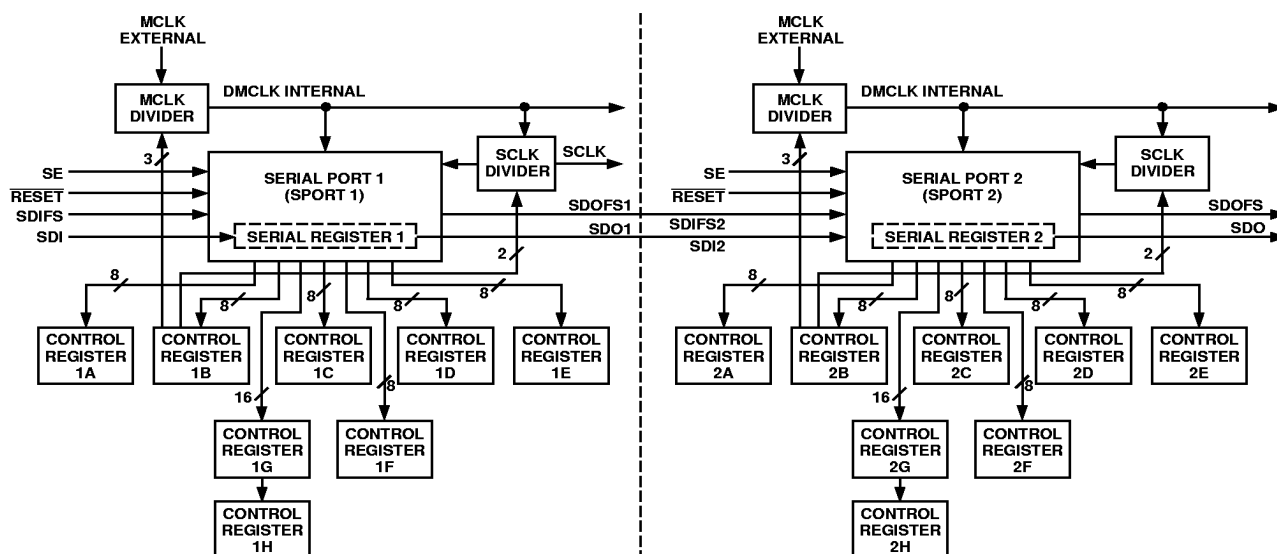 MCLK
EXTERNAL
MCLK
DIVIDER
DMCLK INTERNAL
3
SE
RESET
SDIFS
SDI
SERIAL PORT 1
(SPORT 1)
SERIAL REGISTER 1
SCLK
DIVIDER
SCLK
SDOFS1
SDO1
SDIFS2
SDI2
2
8
8
8
8
8
CONTROL
REGISTER
1A
CONTROL
REGISTER
1B
CONTROL
REGISTER
1C
CONTROL
REGISTER
1D
CONTROL
REGISTER
1E
16
8
CONTROL
REGISTER
1G
CONTROL
REGISTER
1F
CONTROL
REGISTER
1H
MCLK
EXTERNAL
MCLK
DIVIDER
DMCLK INTERNAL
3
SE
RESET
SERIAL PORT 2
(SPORT 2)
SERIAL REGISTER 2
SCLK
DIVIDER
SDOFS
SDO
2
8
8
8
8
8
CONTROL
REGISTER
2A
CONTROL
REGISTER
2B
CONTROL
REGISTER
2C
CONTROL
REGISTER
2D
CONTROL
REGISTER
2E
16
8
CONTROL
REGISTER
2G
CONTROL
REGISTER
2F
CONTROL
REGISTER
2H